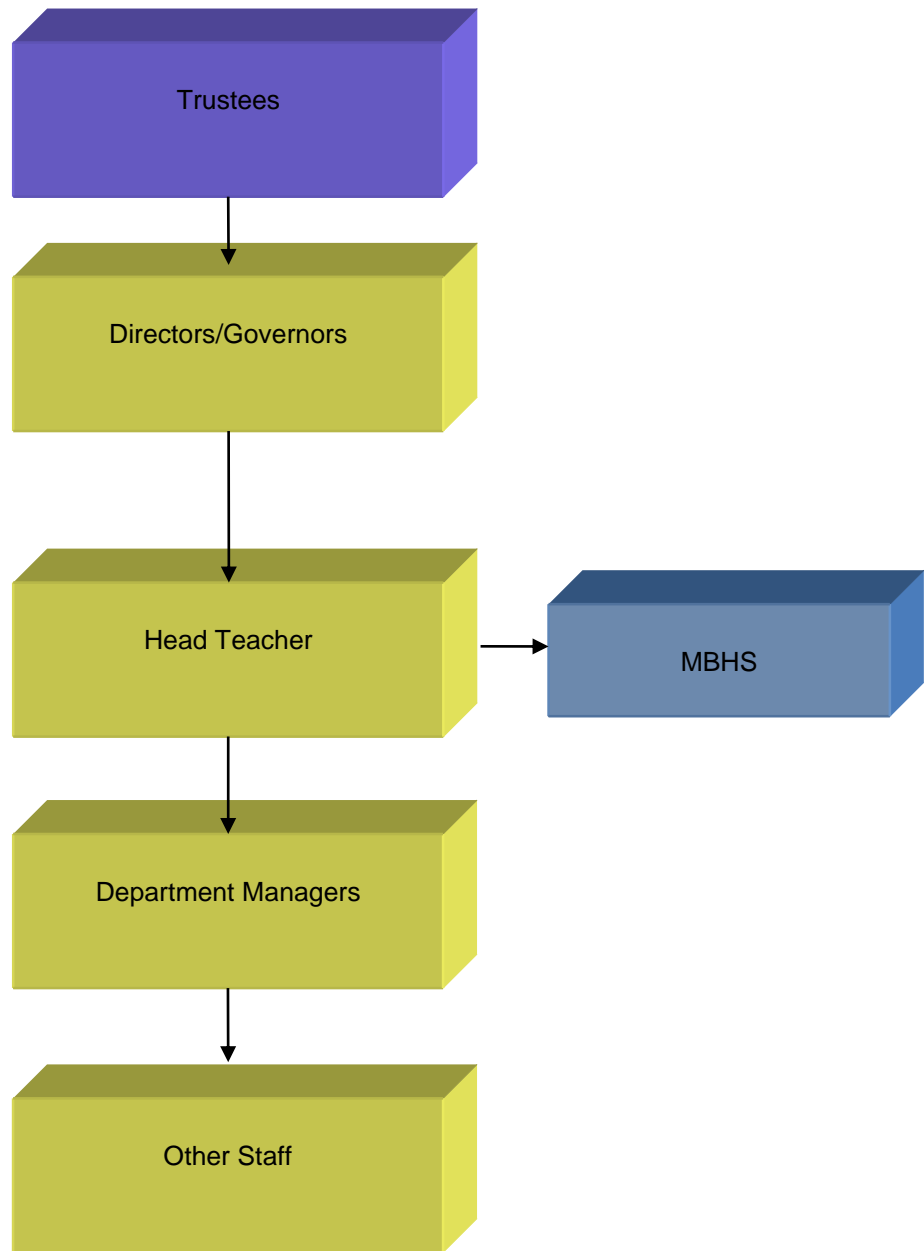 Trustees
Directors/Governors
Head Teacher
MBHS
Department Managers
Other Staff